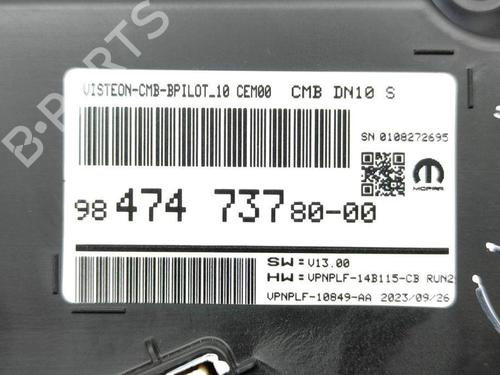 VISTEON-CMB-BPILOT_10 CEM00 CMB DN10 S
SN 0108272695
MOPAR
98 474 737 80-00
SW: V13.00
HW: VPNPLF-14B115-CB RUN2
VPNPLF-10849-AA 2023/09/26
B-PARTS